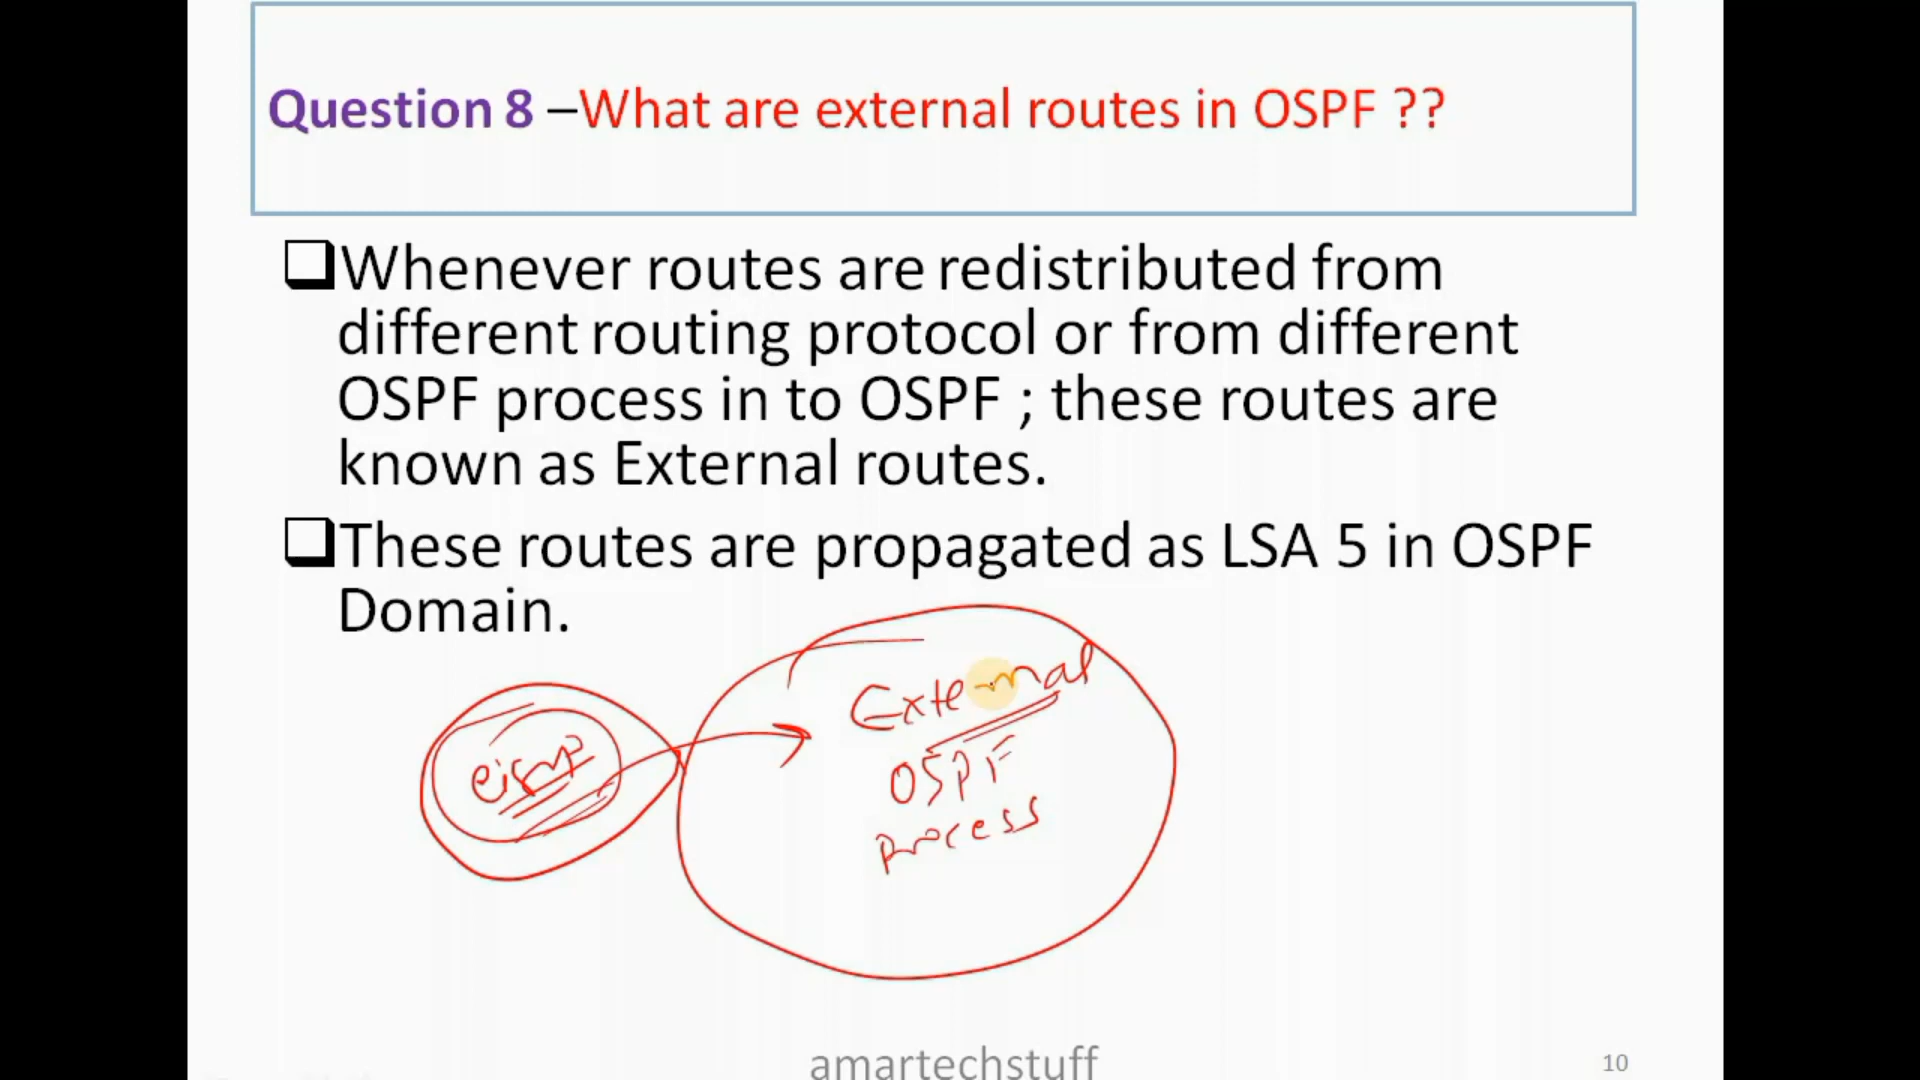 Question 8 –What are external routes in OSPF ??
Whenever routes are redistributed from
different routing protocol or from different
OSPF process in to OSPF ; these routes are
known as External routes.
These routes are propagated as LSA 5 in OSPF
Domain.
External
eigrp
OSPF
process
amartechstuff
10